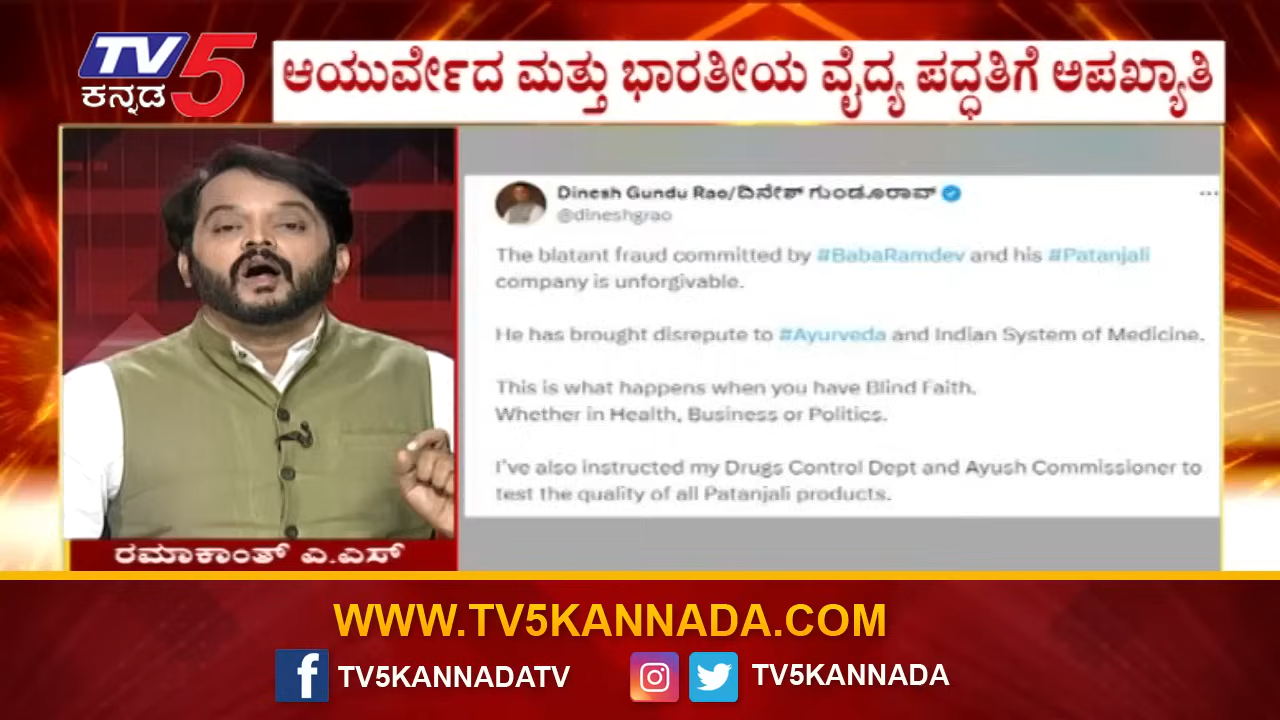 TV5
ಕನ್ನಡ
ಆಯುರ್ವೇದ ಮತ್ತು ಭಾರತೀಯ ವೈದ್ಯ ಪದ್ಧತಿಗೆ ಅಪಖ್ಯಾತಿ
Dinesh Gundu Rao/ದಿನೇಶ್ ಗುಂಡೂರಾವ್
@dineshgrao
The blatant fraud committed by #BabaRamdev and his #Patanjali
company is unforgivable.
He has brought disrepute to #Ayurveda and Indian System of Medicine.
This is what happens when you have Blind Faith.
Whether in Health, Business or Politics.
I've also instructed my Drugs Control Dept and Ayush Commissioner to
test the quality of all Patanjali products.
ರಮಾಕಾಂತ್ ಎ.ಎಸ್
WWW.TV5KANNADA.COM
TV5KANNADATV
TV5KANNADA